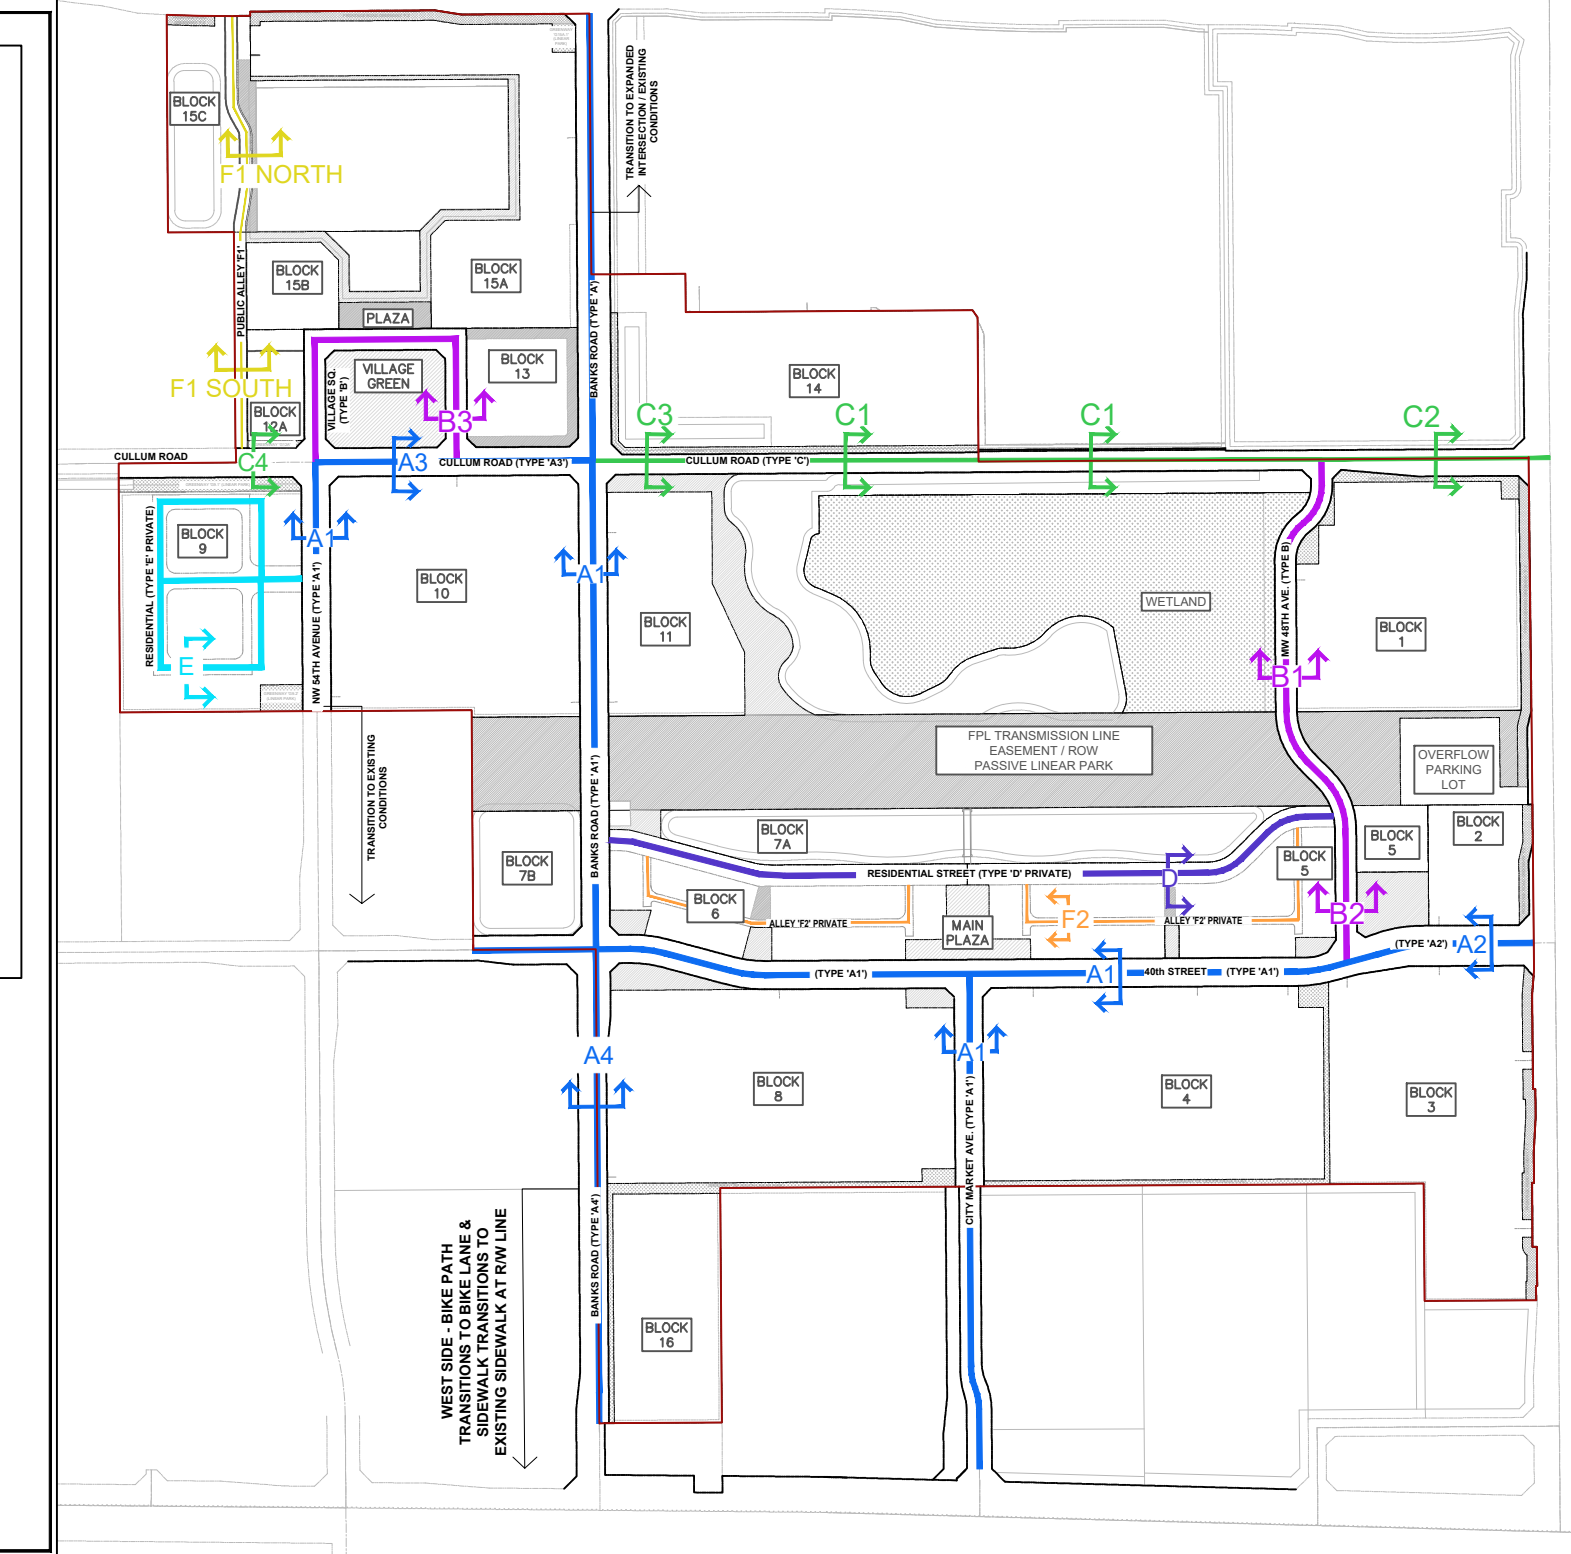 BLOCK
15C
F1 NORTH
TRANSITION TO EXPANDED
INTERSECTION / EXISTING
CONDITIONS
PUBLIC ALLEY 'F1'
BLOCK
15B
BLOCK
15A
PLAZA
BANKS ROAD (TYPE 'A')
F1 SOUTH
VILLAGE SQ.
(TYPE 'B')
VILLAGE
GREEN
BLOCK
13
BLOCK
14
BLOCK
12A
B3
C3
C1
C1
C2
CULLUM ROAD
C4
A3
CULLUM ROAD (TYPE 'A3')
CULLUM ROAD (TYPE 'C')
RESIDENTIAL (TYPE 'E' PRIVATE)
BLOCK
9
A1
NW 54TH AVENUE (TYPE 'A1')
BLOCK
10
A1
BLOCK
11
WETLAND
MW 48TH AVE. (TYPE B)
BLOCK
1
E
B1
TRANSITION TO EXISTING
CONDITIONS
BANKS ROAD (TYPE 'A1')
FPL TRANSMISSION LINE
EASEMENT / ROW
PASSIVE LINEAR PARK
OVERFLOW
PARKING
LOT
BLOCK
7B
BLOCK
7A
BLOCK
5
BLOCK
5
BLOCK
2
RESIDENTIAL STREET (TYPE 'D' PRIVATE)
D
BLOCK
6
ALLEY 'F2' PRIVATE
MAIN
PLAZA
F2
ALLEY 'F2' PRIVATE
B2
(TYPE 'A2')
A2
(TYPE 'A1')
A1
40th STREET
(TYPE 'A1')
A4
A1
BLOCK
8
CITY MARKET AVE. (TYPE 'A1')
BLOCK
4
BLOCK
3
WEST SIDE - BIKE PATH
TRANSITIONS TO BIKE LANE &
SIDEWALK TRANSITIONS TO
EXISTING SIDEWALK AT R/W LINE
BANKS ROAD (TYPE 'A4')
BLOCK
16